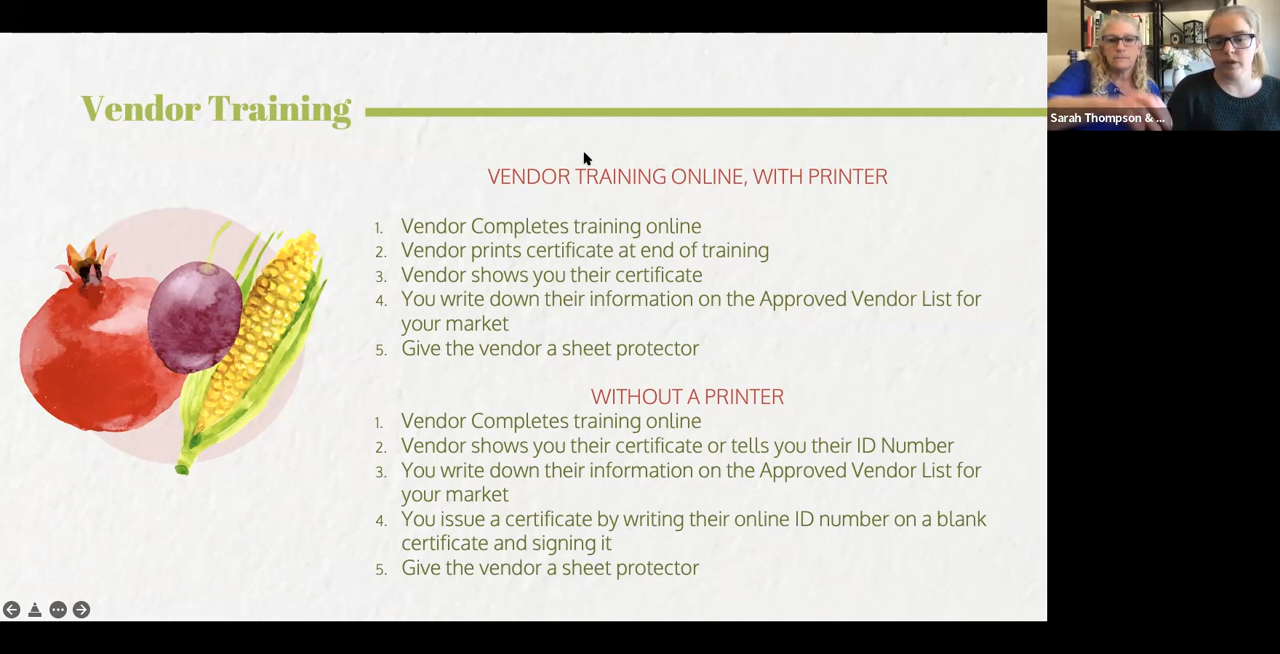 Vendor Training
Sarah Thompson & ...
VENDOR TRAINING ONLINE, WITH PRINTER
1. Vendor Completes training online
2. Vendor prints certificate at end of training
3. Vendor shows you their certificate
4. You write down their information on the Approved Vendor List for
your market
5. Give the vendor a sheet protector
WITHOUT A PRINTER
1. Vendor Completes training online
2. Vendor shows you their certificate or tells you their ID Number
3. You write down their information on the Approved Vendor List for
your market
4. You issue a certificate by writing their online ID number on a blank
certificate and signing it
5. Give the vendor a sheet protector